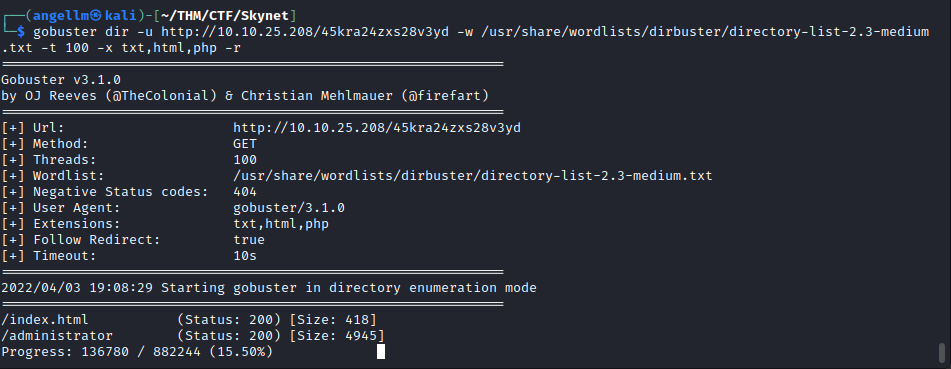 ┌──(angellm㉿kali)-[~/THM/CTF/Skynet]
└─$ gobuster dir -u http://10.10.25.208/45kra24zxs28v3yd -w /usr/share/wordlists/dirbuster/directory-list-2.3-medium
.txt -t 100 -x txt,html,php -r
===============================================================
Gobuster v3.1.0
by OJ Reeves (@TheColonial) & Christian Mehlmauer (@firefart)
===============================================================
[+] Url:                     http://10.10.25.208/45kra24zxs28v3yd
[+] Method:                  GET
[+] Threads:                 100
[+] Wordlist:                /usr/share/wordlists/dirbuster/directory-list-2.3-medium.txt
[+] Negative Status codes:   404
[+] User Agent:              gobuster/3.1.0
[+] Extensions:              txt,html,php
[+] Follow Redirect:         true
[+] Timeout:                 10s
===============================================================
2022/04/03 19:08:29 Starting gobuster in directory enumeration mode
===============================================================
/index.html           (Status: 200) [Size: 418]
/administrator        (Status: 200) [Size: 4945]
Progress: 136780 / 882244 (15.50%)